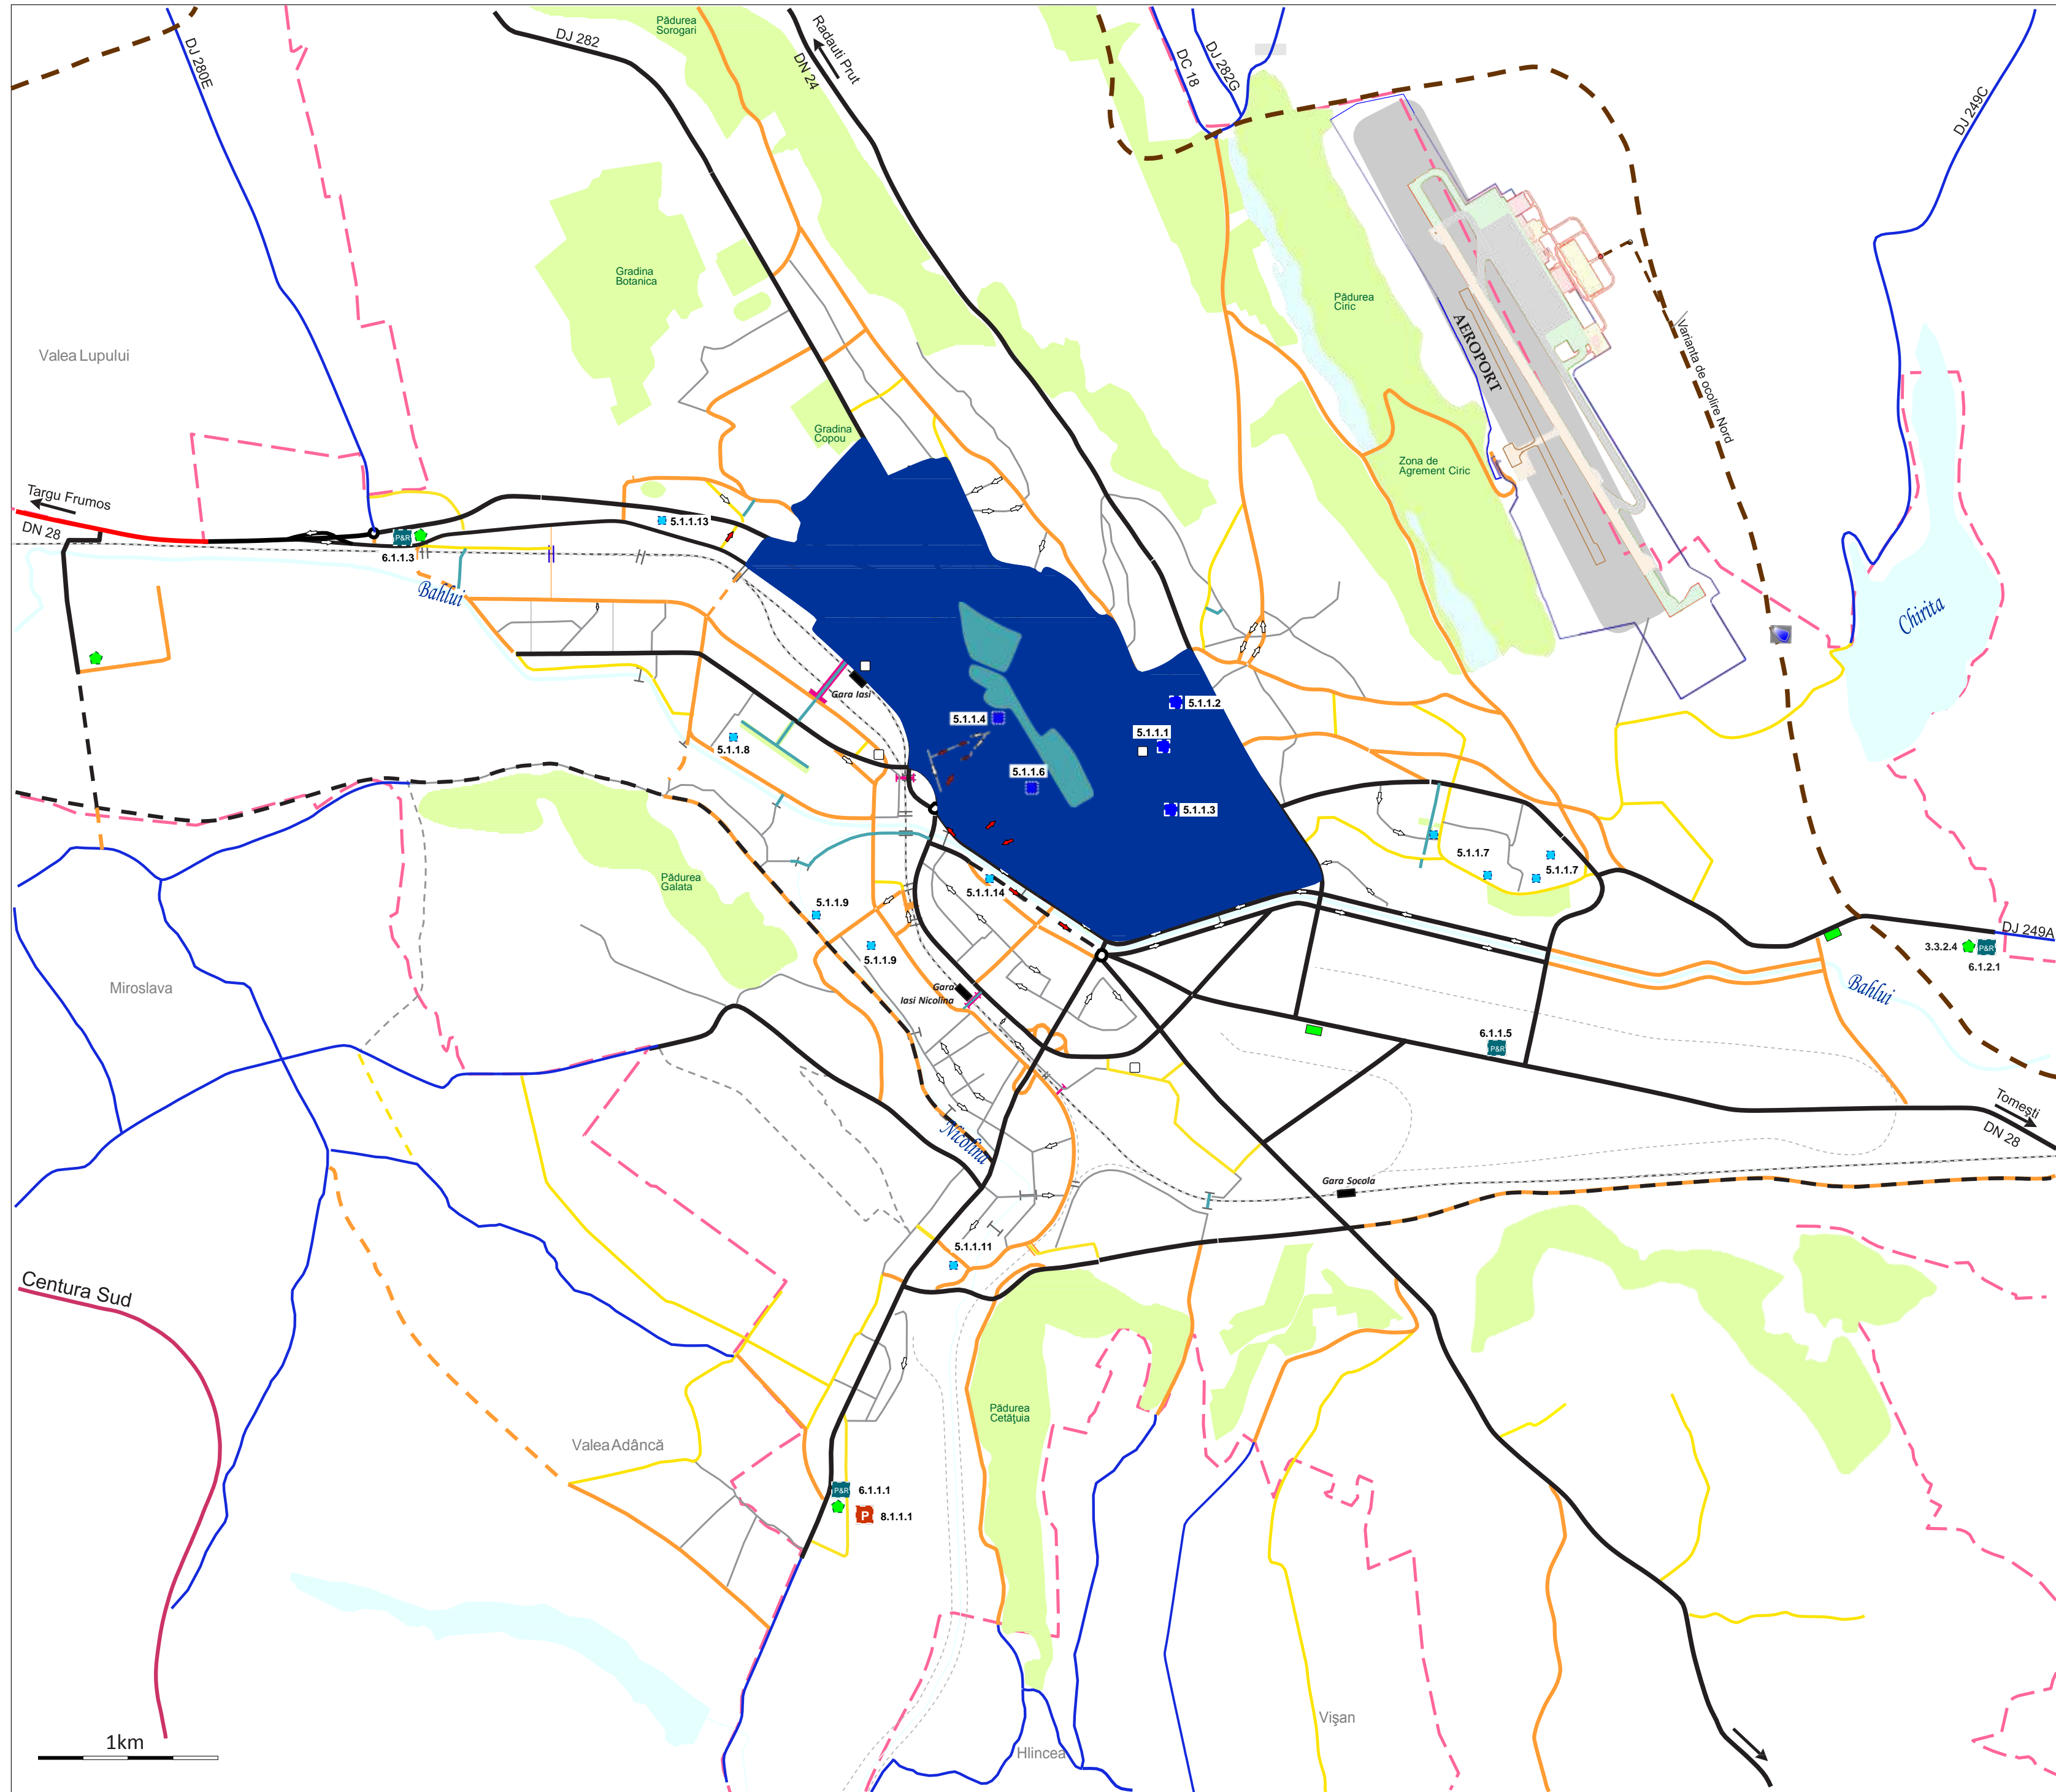 Pădurea
Sorogari
DJ 282
DN 24
Radauti Prut
DC 18
DJ 282G
DJ 280E
DJ 249C
Gradina
Botanica
Pădurea
Ciric
AEROPORT
Varianta de ocolire Nord
Valea Lupului
Gradina
Copou
Zona de
Agrement Ciric
Targu Frumos
DN 28
5.1.1.13
P&R
6.1.1.3
Bahlui
Chirita
Gara Iasi
5.1.1.2
5.1.1.4
5.1.1.1
5.1.1.8
5.1.1.6
5.1.1.3
5.1.1.7
5.1.1.7
Pădurea
Galata
5.1.1.14
5.1.1.9
5.1.1.9
DJ 249A
3.3.2.4
P&R
6.1.2.1
Miroslava
Gara
Iasi Nicolina
Bahlui
6.1.1.5
P&R
Nicolina
Tomeşti
DN 28
Gara Socola
5.1.1.11
Centura Sud
Pădurea
Cetăţuia
Valea Adâncă
P&R
6.1.1.1
P
8.1.1.1
Vişan
1km
Hlincea